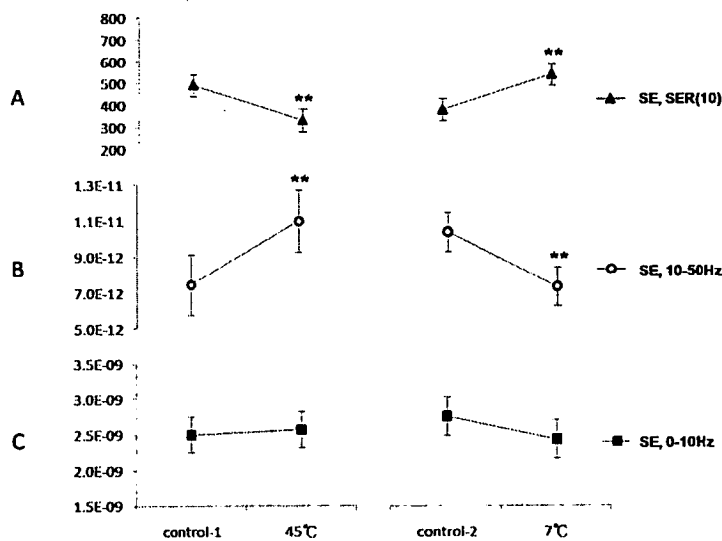 800
700
600
500
400
300
200
A
** **
SE, SER(10)
1.3E-11
1.1E-11
9.0E-12
7.0E-12
5.0E-12
B
** **
SE, 10-50Hz
3.5E-09
3.0E-09
2.5E-09
2.0E-09
1.5E-09
C
SE, 0-10Hz
control-1 45℃ control-2 7℃